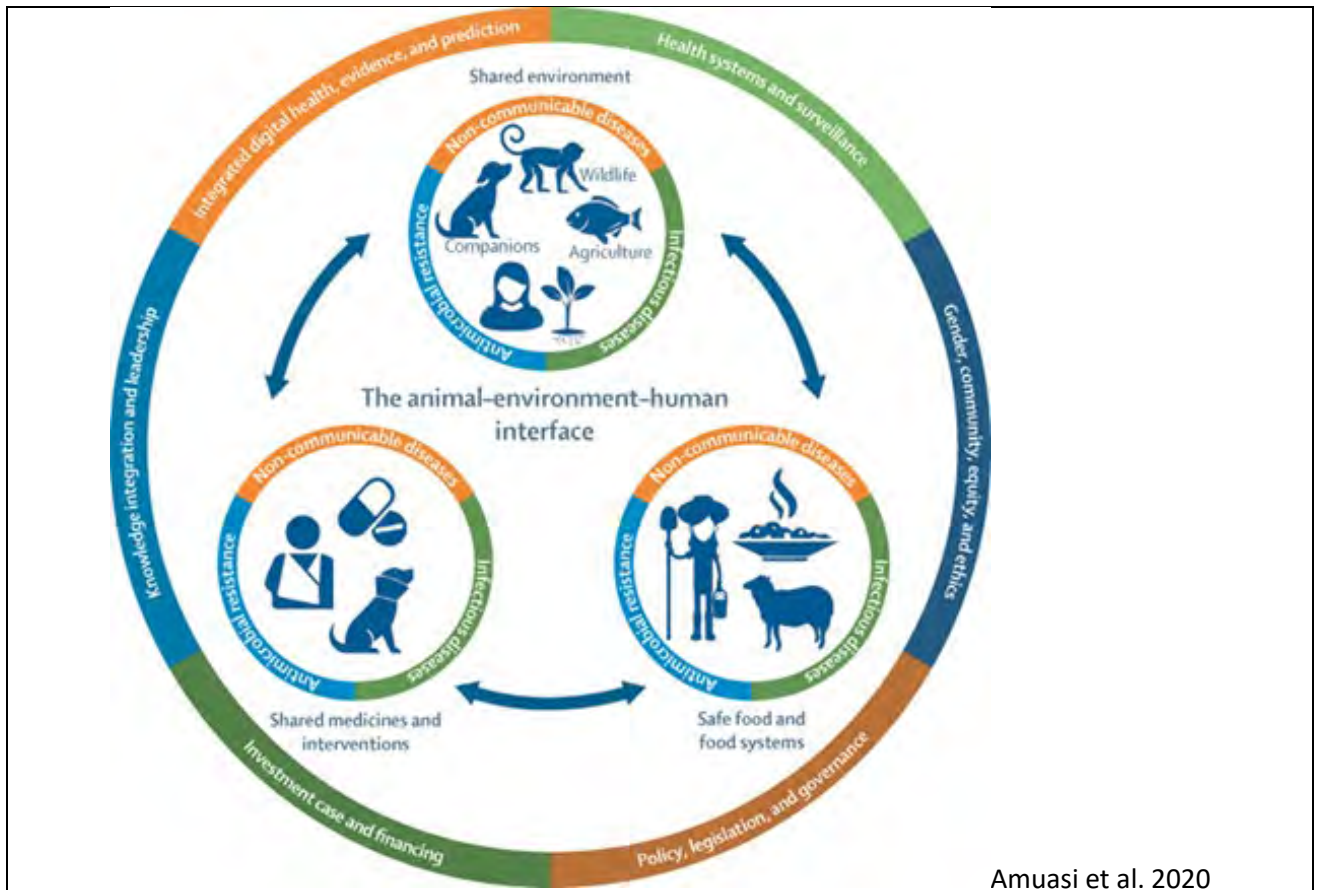 Integrated digital health, evidence, and prediction
Health systems and surveillance
Shared environment
Non-communicable diseases
Wildlife
Companions
Agriculture
Antimicrobial resistance
Infectious diseases
Knowledge integration and leadership
Gender, community, equity, and ethics
The animal–environment–human
interface
Non-communicable diseases
Antimicrobial resistance
Infectious diseases
Shared medicines and
interventions
Non-communicable diseases
Antimicrobial resistance
Infectious diseases
Safe food and
food systems
Investment case and financing
Policy, legislation, and governance
Amuasi et al. 2020